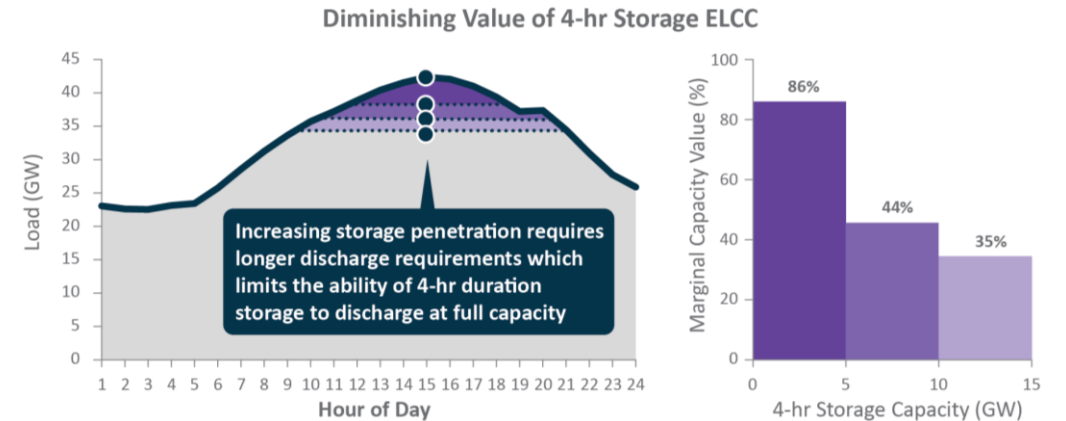 Diminishing Value of 4-hr Storage ELCC
Load (GW)
45
40
35
30
25
20
15
10
5
0
Increasing storage penetration requires
longer discharge requirements which
limits the ability of 4-hr duration
storage to discharge at full capacity
1 2 3 4 5 6 7 8 9 10 11 12 13 14 15 16 17 18 19 20 21 22 23 24
Hour of Day
Marginal Capacity Value (%)
100
80
60
40
20
0
86%
44%
35%
0 5 10 15
4-hr Storage Capacity (GW)